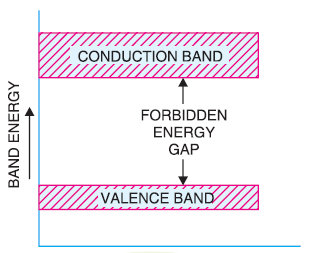 CONDUCTION BAND
FORBIDDEN
ENERGY
GAP
VALENCE BAND
BAND ENERGY